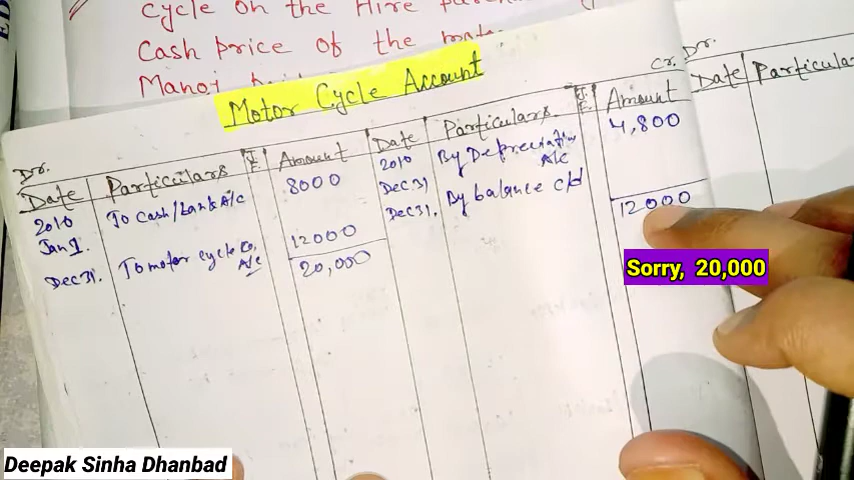 Cycle on the Hire
Cash price of the
Manoj
Motor Cycle Account
Dr.
Cr.
Date Particulars J.F. Amount Date Particulars J.F. Amount
2010 To Cash/Bank A/c 8000 2010 By Depreciation A/c 4,800
Jan 1.
Dec 31
Dec 31. To motor cycle Co, A/c 12000 Dec 31. By balance c/d
20,000 12000
Dr.
Date Particula
Sorry, 20,000
Deepak Sinha Dhanbad